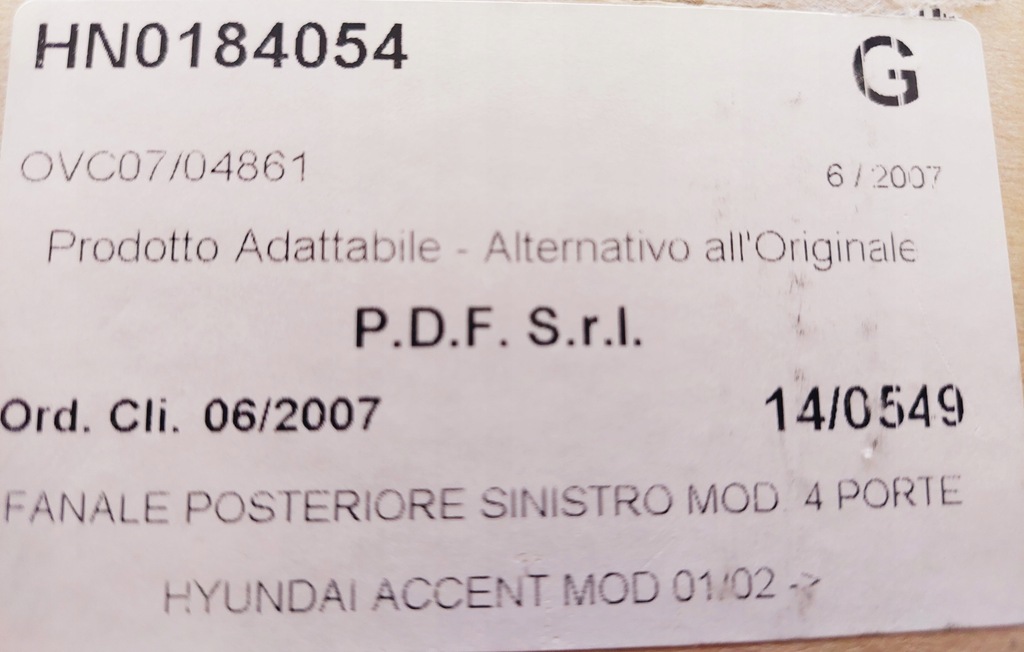 HN0184054
G
OVC07/04861
6 / 2007
Prodotto Adattabile - Alternativo all'Originale
P.D.F. S.r.l.
Ord. Cli. 06/2007 14/0549
FANALE POSTERIORE SINISTRO MOD. 4 PORTE
HYUNDAI ACCENT MOD 01/02 ->